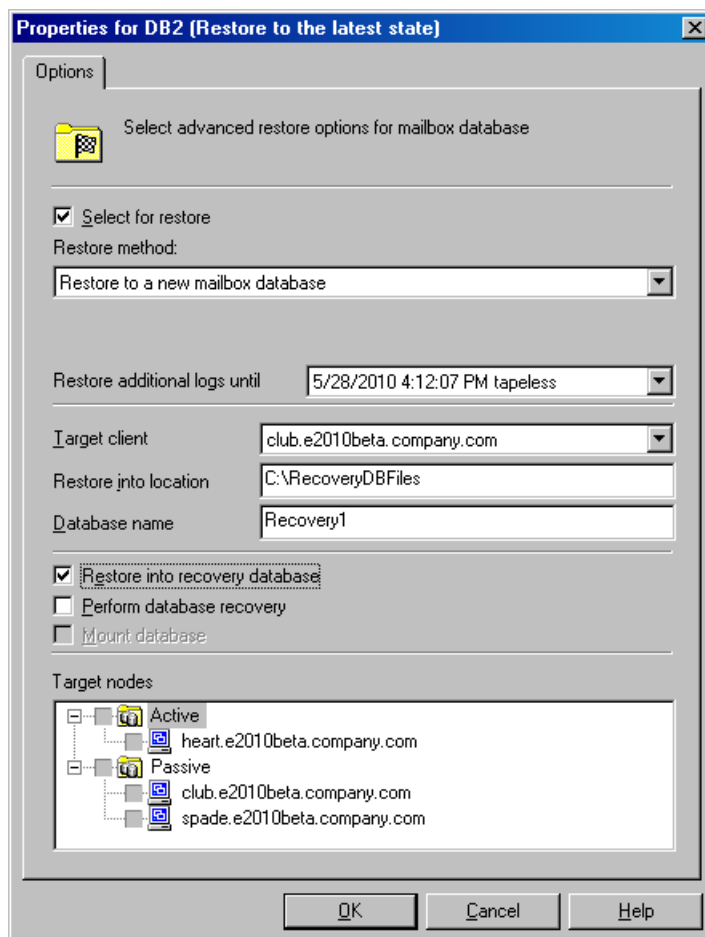 Properties for DB2 (Restore to the latest state)
Options
Select advanced restore options for mailbox database
Select for restore
Restore method:
Restore to a new mailbox database
Restore additional logs until 5/28/2010 4:12:07 PM tapeless
Target client club.e2010beta.company.com
Restore into location C:\RecoveryDBFiles
Database name Recovery1
Restore into recovery database
Perform database recovery
Mount database
Target nodes
Active
heart.e2010beta.company.com
Passive
club.e2010beta.company.com
spade.e2010beta.company.com
OK Cancel Help